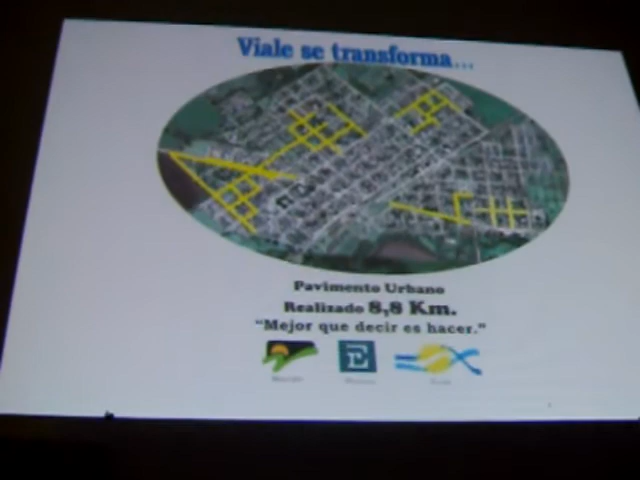 Viale se transforma...
Pavimento Urbano
Realizado 8,8 Km.
"Mejor que decir es hacer."
E